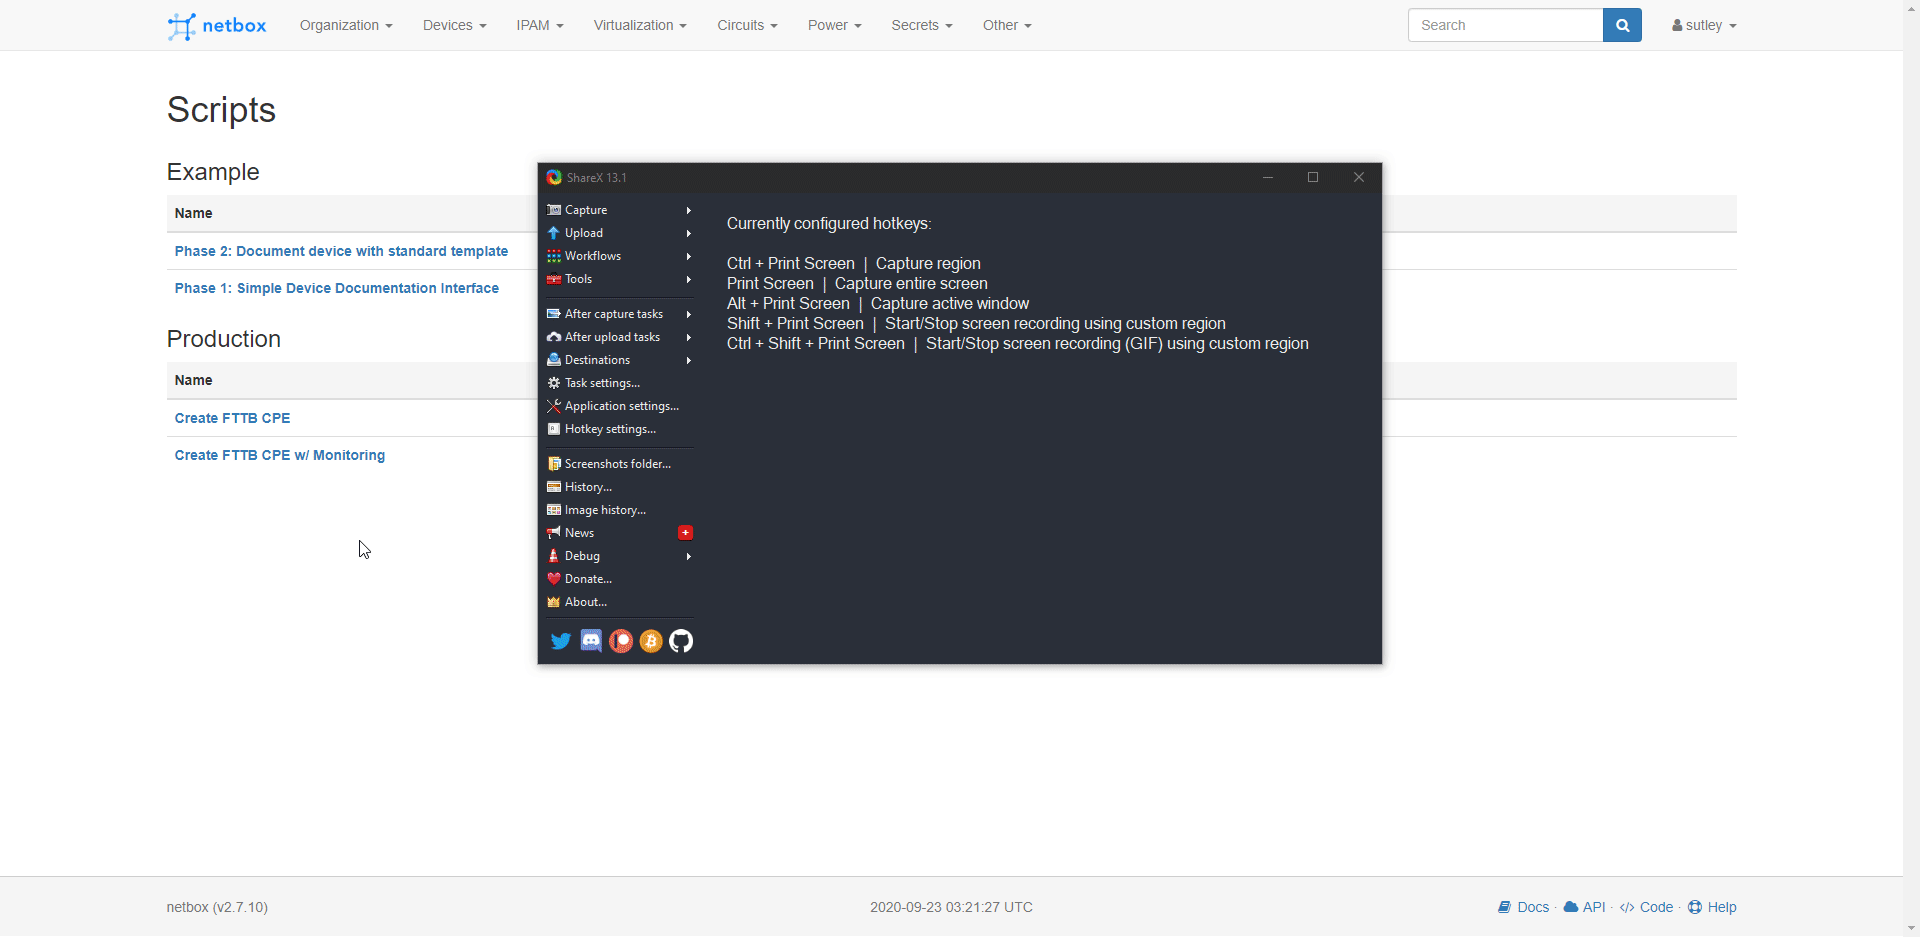 netbox Organization Devices IPAM Virtualization Circuits Power Secrets Other Search sutley
Scripts
Example
Name
Phase 2: Document device with standard template
Phase 1: Simple Device Documentation Interface
Production
Name
Create FTTB CPE
Create FTTB CPE w/ Monitoring
ShareX 13.1
Capture
Upload
Workflows
Tools
After capture tasks
After upload tasks
Destinations
Task settings...
Application settings...
Hotkey settings...
Screenshots folder...
History...
Image history...
News
Debug
Donate...
About...
Currently configured hotkeys:
Ctrl + Print Screen | Capture region
Print Screen | Capture entire screen
Alt + Print Screen | Capture active window
Shift + Print Screen | Start/Stop screen recording using custom region
Ctrl + Shift + Print Screen | Start/Stop screen recording (GIF) using custom region
netbox (v2.7.10) 2020-09-23 03:21:27 UTC Docs · API · Code · Help